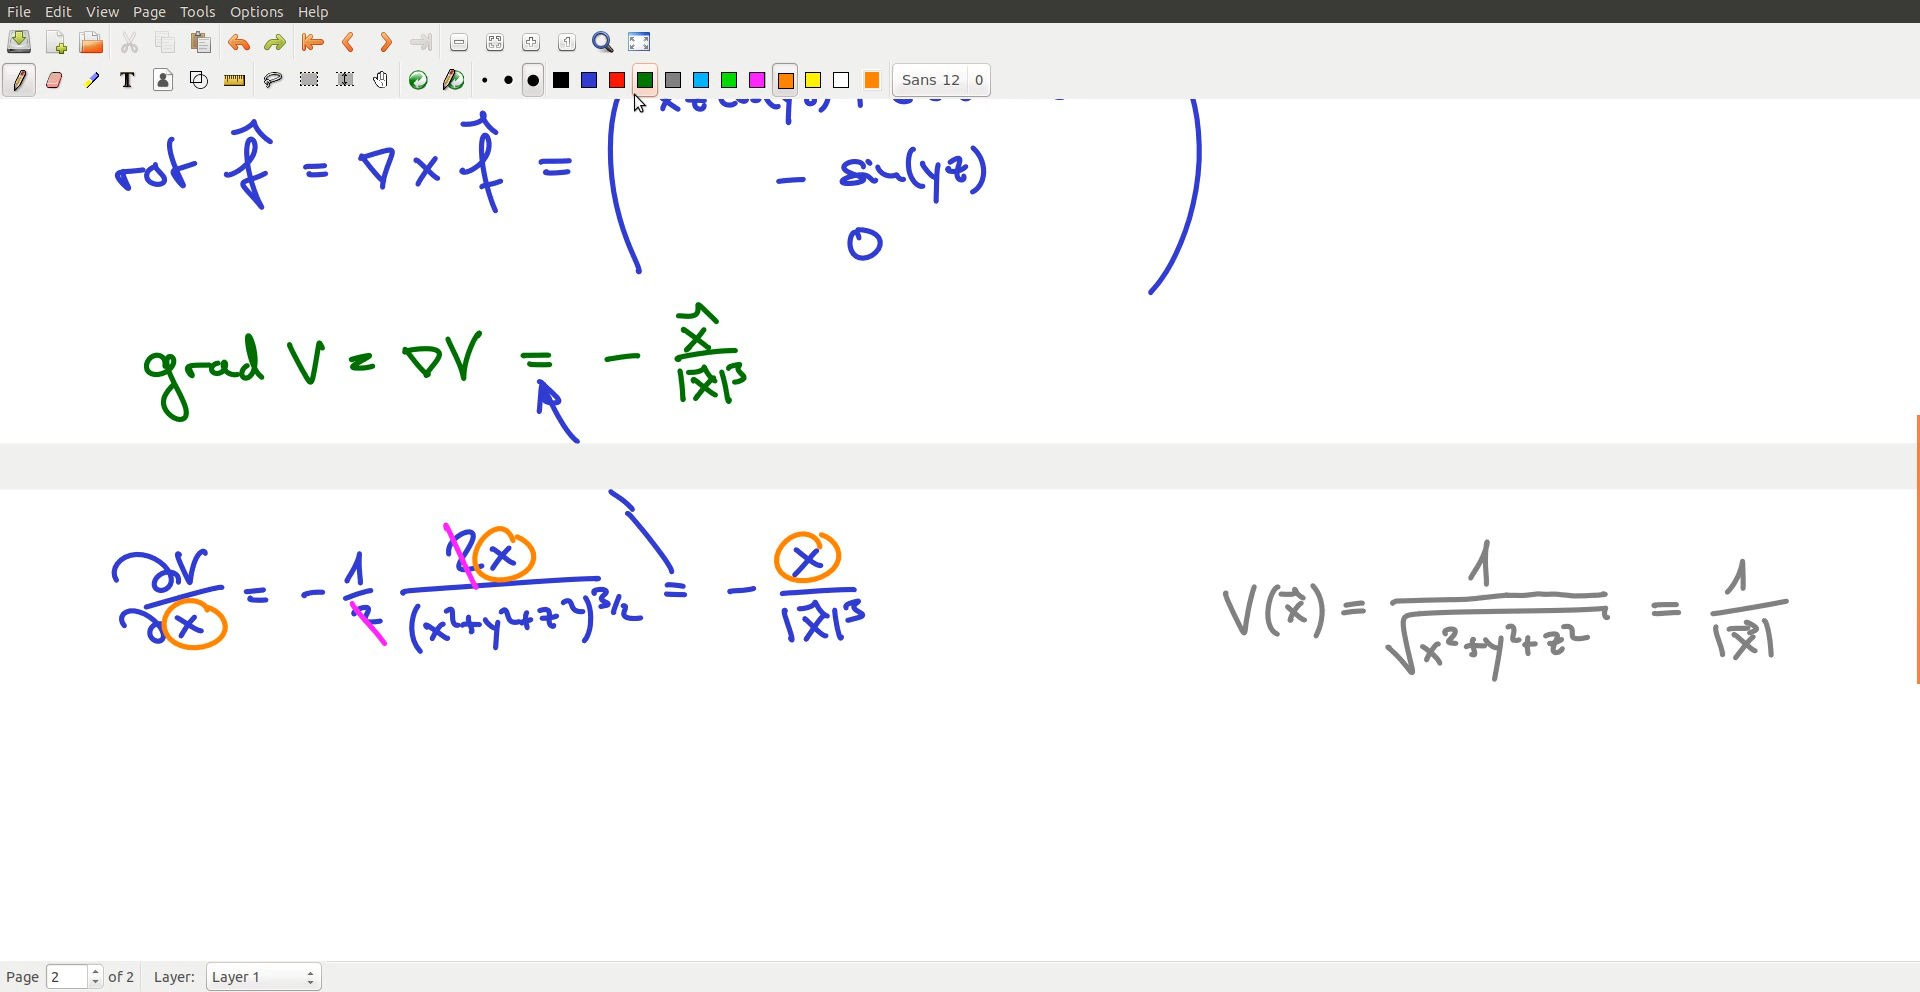 File Edit View Page Tools Options Help
Sans 12 0
rot f⃗ = ∇ × f⃗ =
- sin(yz)
0
grad V = ∇V = - x⃗/|x⃗|³
∂V/∂x = - 1/2 2x/(x²+y²+z²)^3/2 = - x/|x⃗|³
V(x⃗) = 1/√(x²+y²+z²) = 1/|x⃗|
Page 2 of 2 Layer: Layer 1